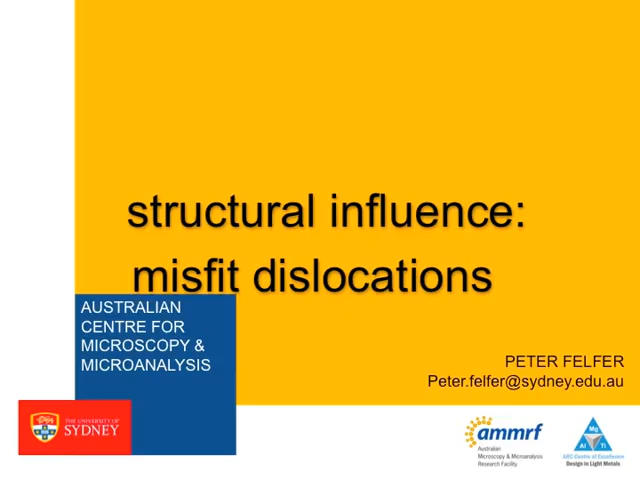 structural influence:
misfit dislocations
AUSTRALIAN
CENTRE FOR
MICROSCOPY &
MICROANALYSIS
PETER FELFER
Peter.felfer@sydney.edu.au
THE UNIVERSITY OF
SYDNEY
ammrf
Australian
Microscopy & Microanalysis
Research Facility
Mg
Al Ti
ARC Centre of Excellence
Design in Light Metals